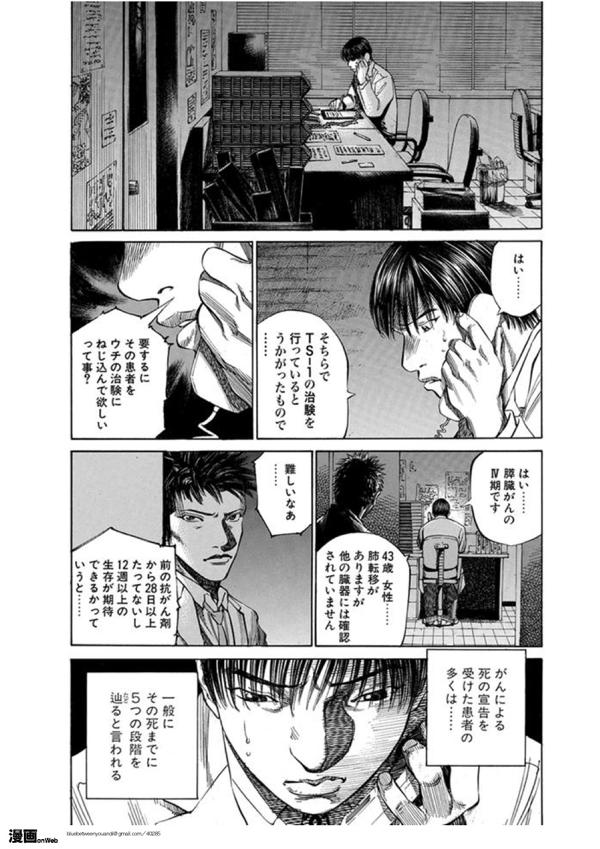 はい……
そちらで
TS-1の治験を
行っていると
うかがったもので
……
要するに
その患者を
ウチの治験に
ねじ込んで欲しい
って事？
はい……
膵臓がんの
Ⅳ期です
43歳 女性…
肺転移が
ありますが
他の臓器には確認
されていません
難しいなあ
……
前の抗がん剤
から28日以上
たってないし
12週以上の
生存が期待
できるかって
いうと……
がんによる
死の宣告を
受けた患者の
多くは……
一般に
その死までに
5つの段階を
辿ると言われる
漫画 on Web
bluebetweenyouandi@gmail.com／40285